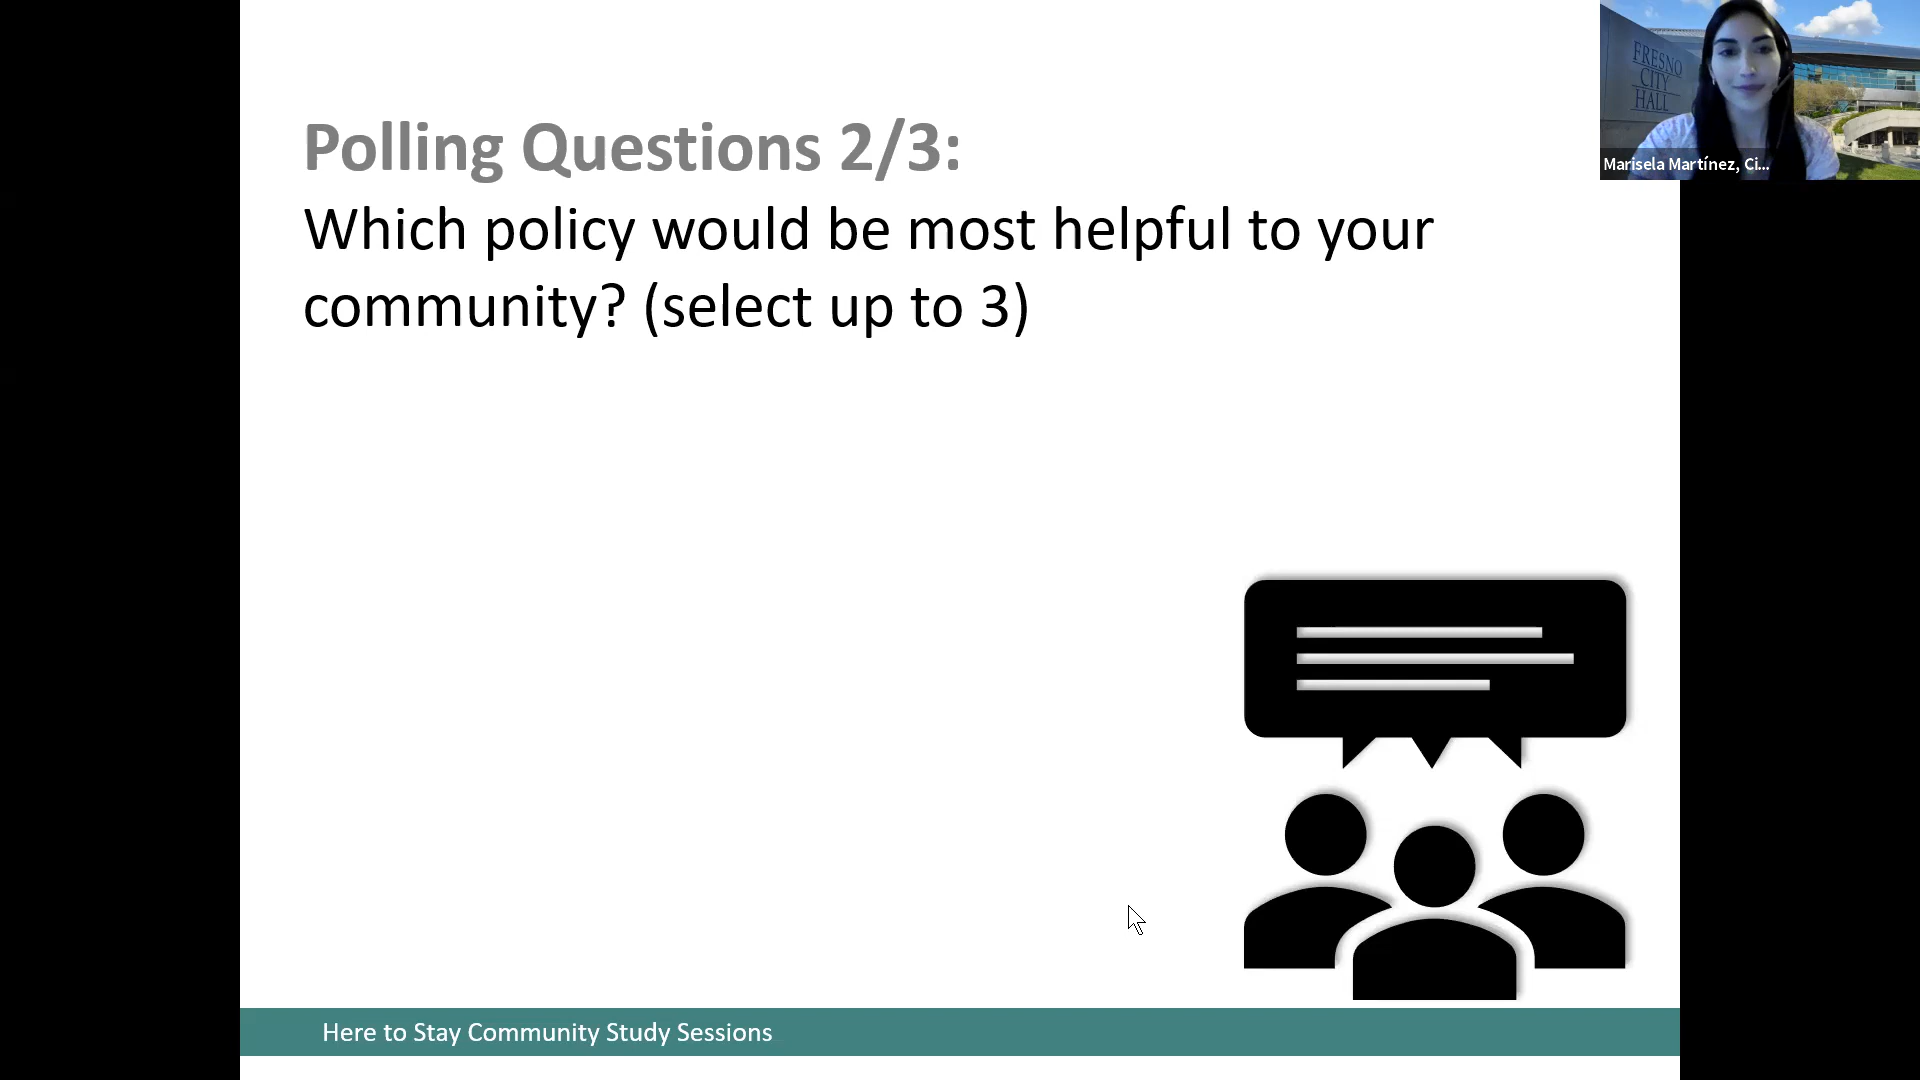 Polling Questions 2/3:
Which policy would be most helpful to your
community? (select up to 3)
FRESNO
CITY
HALL
Marisela Martínez, Ci...
Here to Stay Community Study Sessions